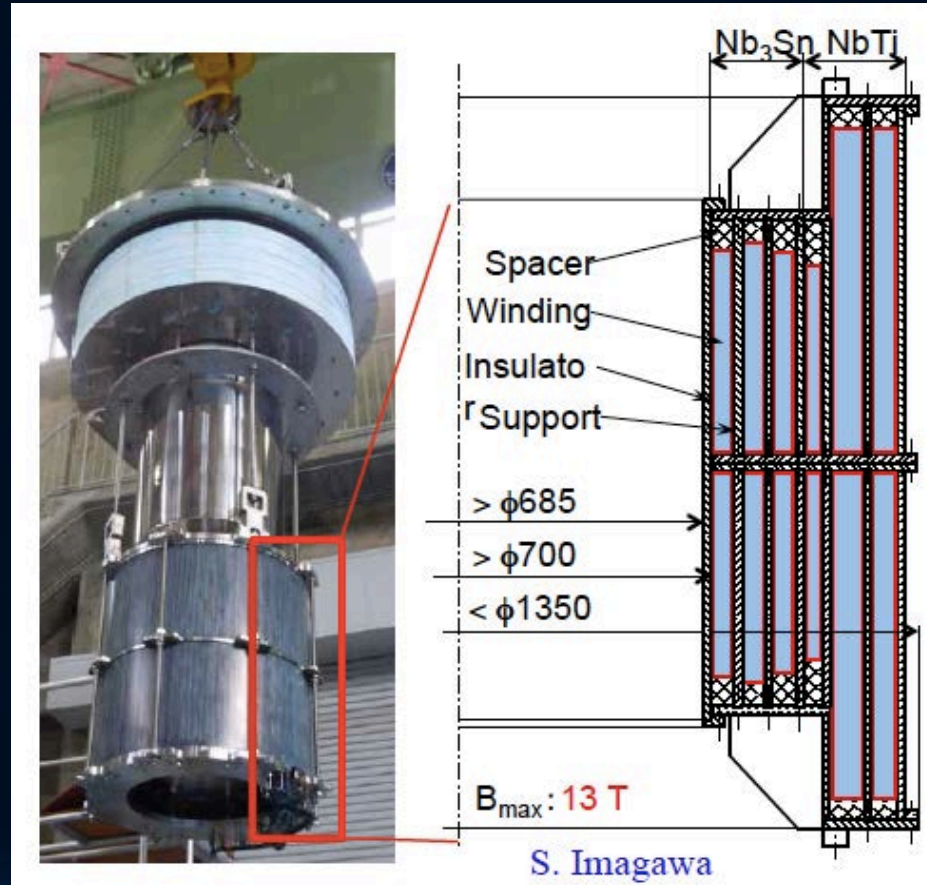 Nb₃Sn NbTi
Spacer
Winding
Insulato
r Support
> ϕ685
> ϕ700
< ϕ1350
Bmax : 13 T
S. Imagawa